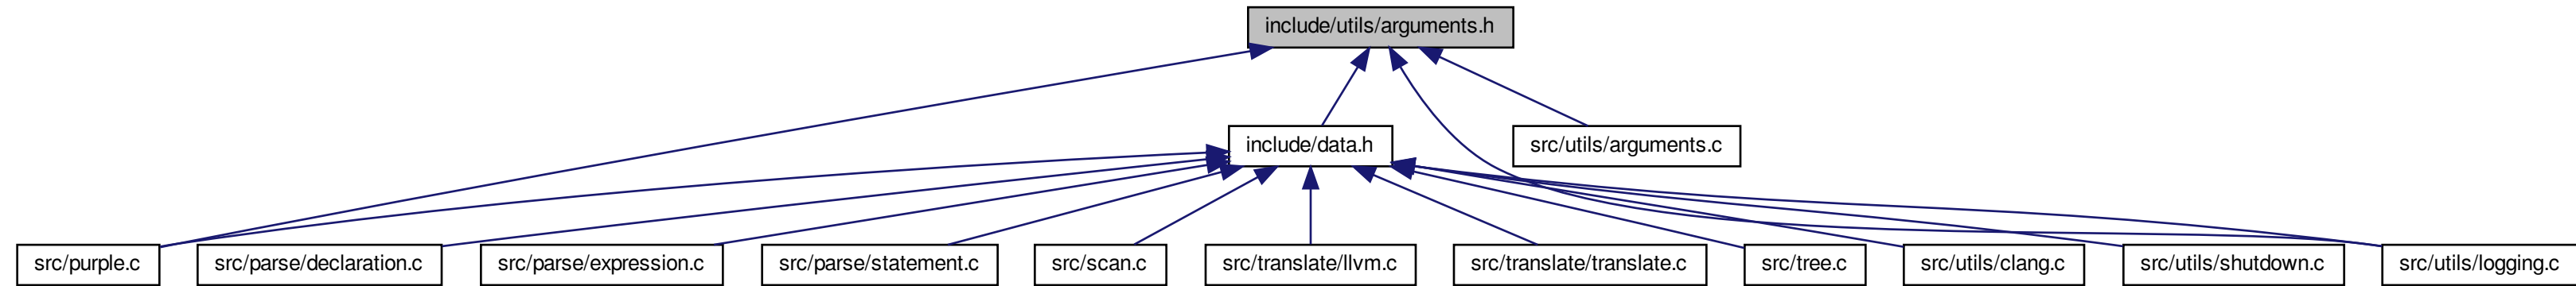 include/utils/arguments.h
include/data.h
src/utils/arguments.c
src/purple.c
src/parse/declaration.c
src/parse/expression.c
src/parse/statement.c
src/scan.c
src/translate/llvm.c
src/translate/translate.c
src/tree.c
src/utils/clang.c
src/utils/shutdown.c
src/utils/logging.c